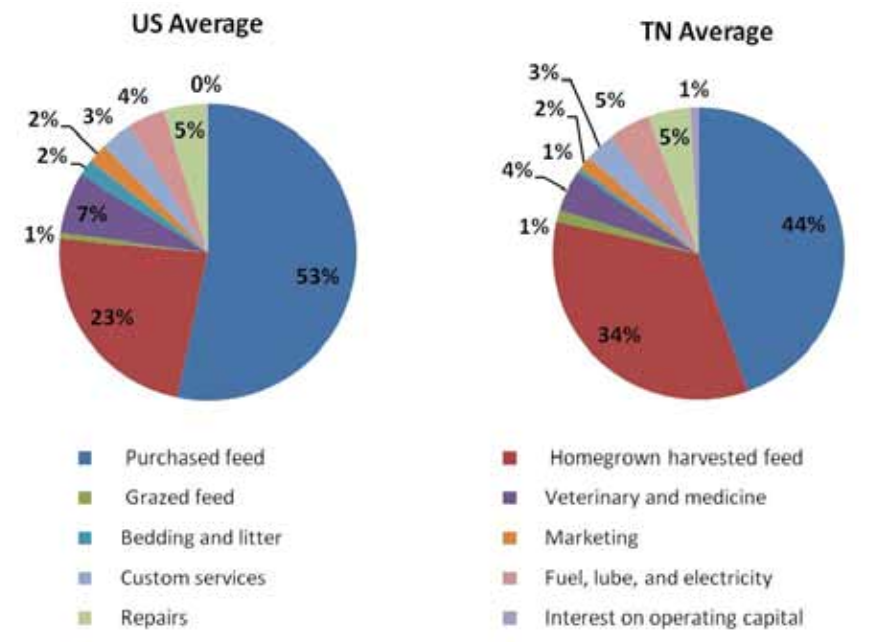 US Average
0%
4%
3%
2%
2%
5%
7%
1%
53%
23%
TN Average
3%
5%
1%
2%
5%
1%
4%
1%
44%
34%
Purchased feed
Homegrown harvested feed
Grazed feed
Veterinary and medicine
Bedding and litter
Marketing
Custom services
Fuel, lube, and electricity
Repairs
Interest on operating capital